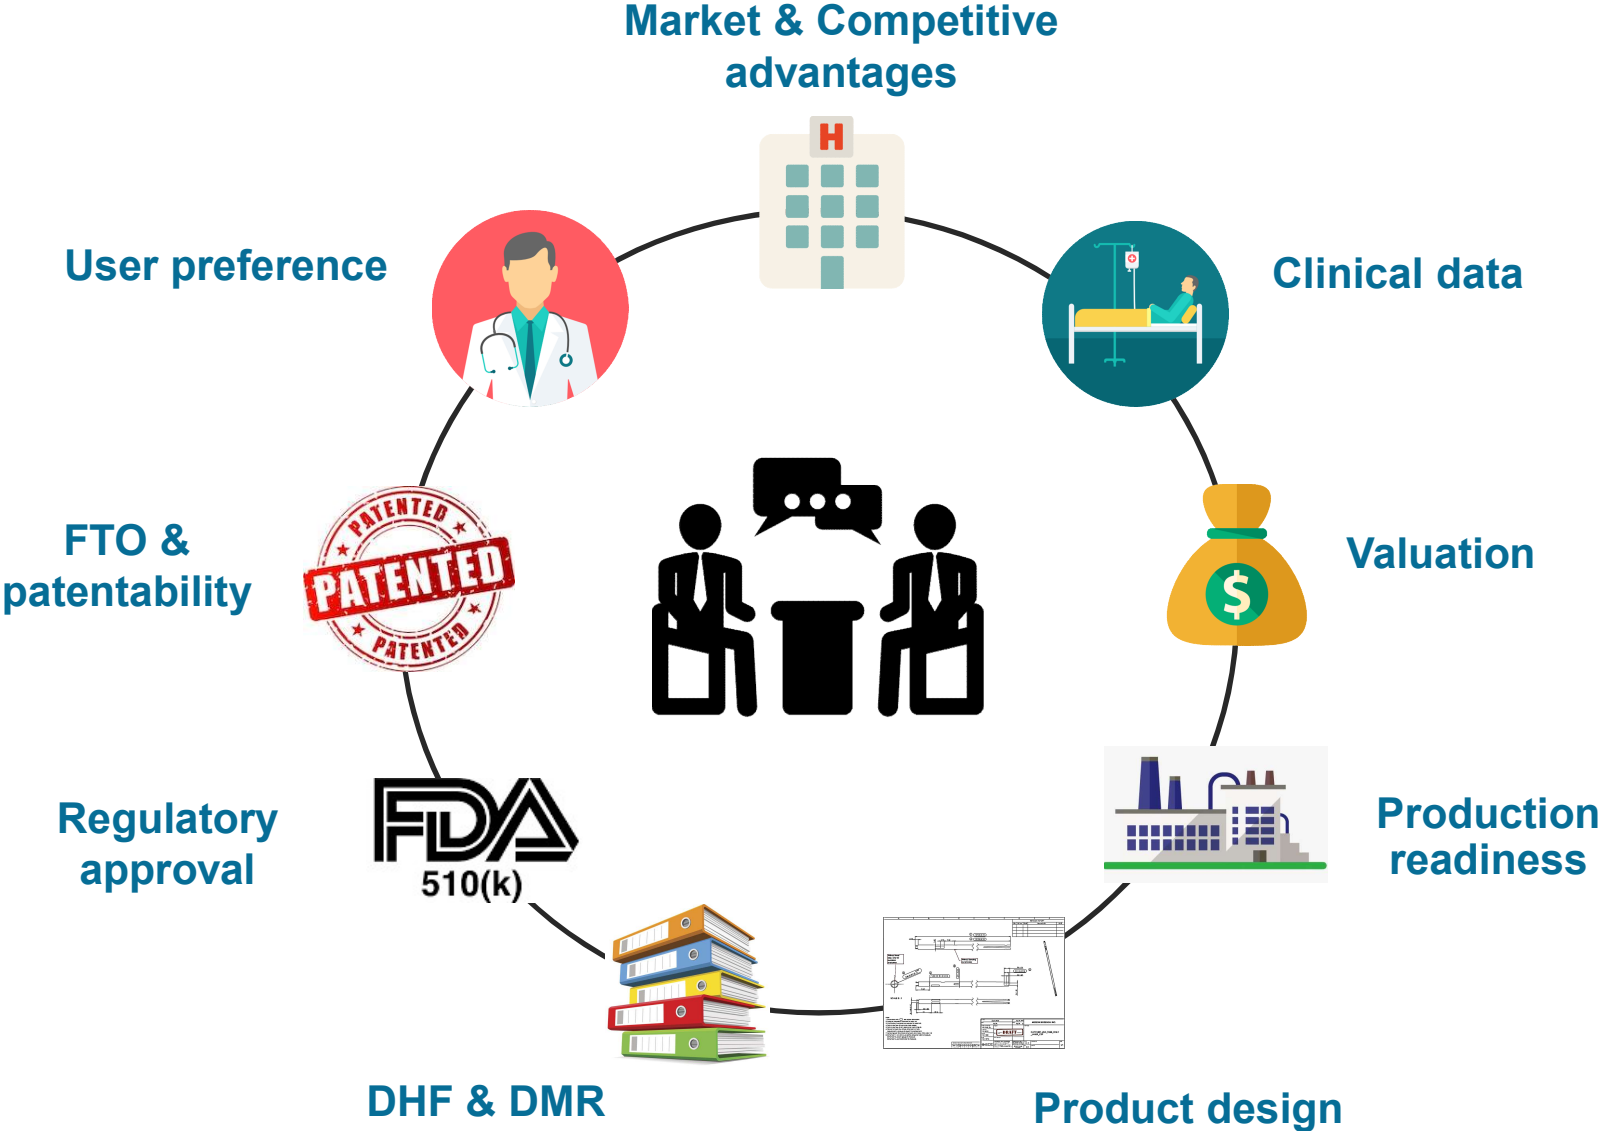 Market & Competitive
advantages
H
User preference
Clinical data
PATENTED
PATENTED
PATENTED
FTO &
patentability
$
Valuation
Regulatory
approval
FDA
510(k)
Production
readiness
DRAFT
DHF & DMR
Product design